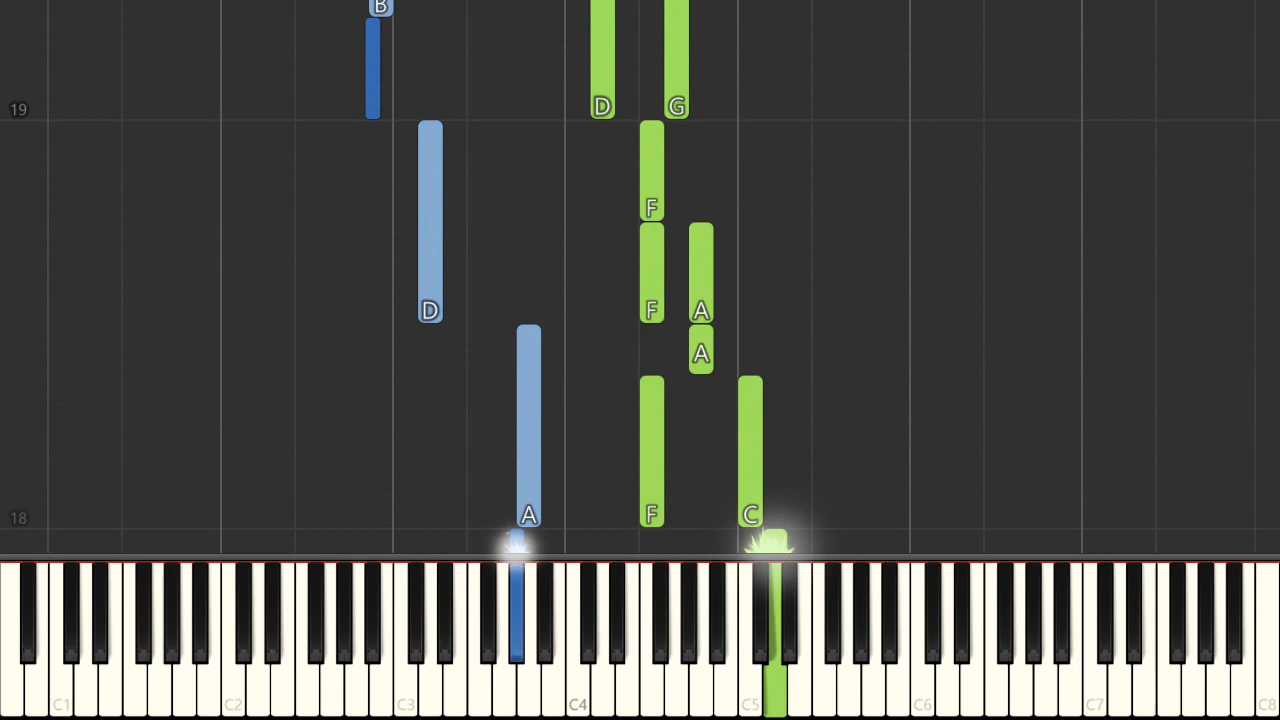 B
19 D G
F
D F A
A
A F C
18
C1 C2 C3 C4 C5 C6 C7 C8